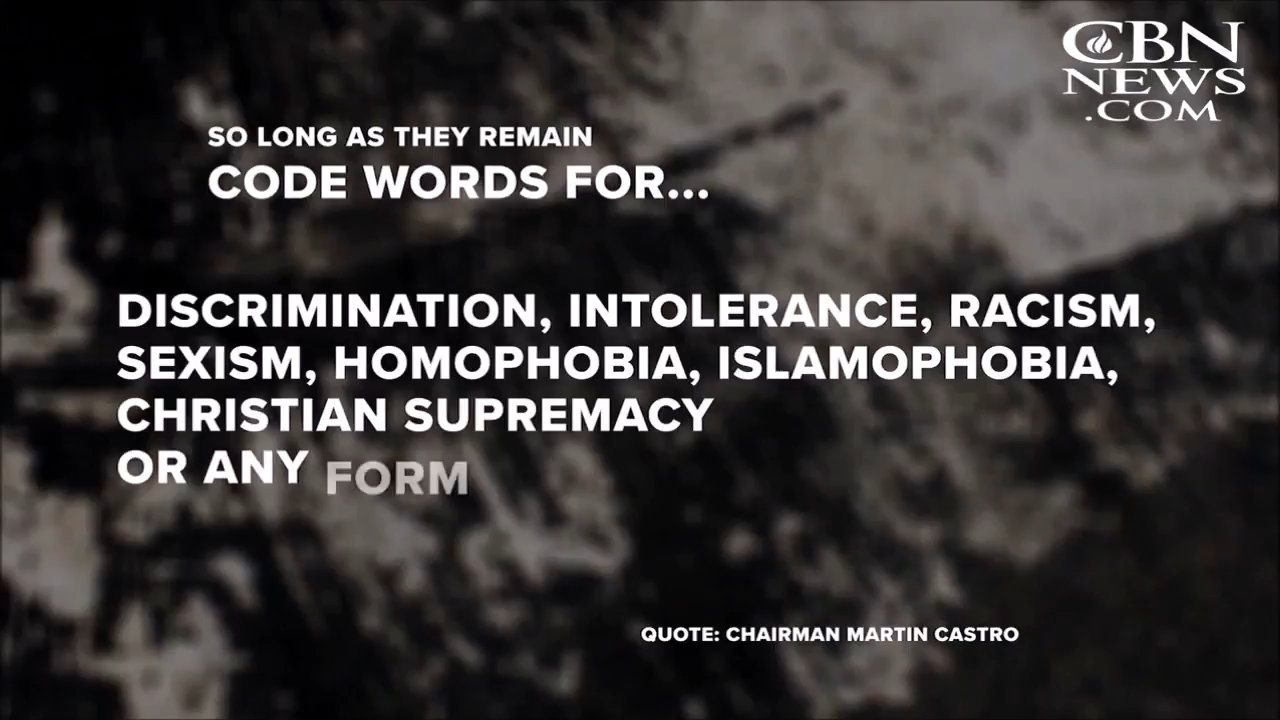 CBN
NEWS
.COM
SO LONG AS THEY REMAIN
CODE WORDS FOR...
DISCRIMINATION, INTOLERANCE, RACISM,
SEXISM, HOMOPHOBIA, ISLAMOPHOBIA,
CHRISTIAN SUPREMACY
OR ANY FORM
QUOTE: CHAIRMAN MARTIN CASTRO